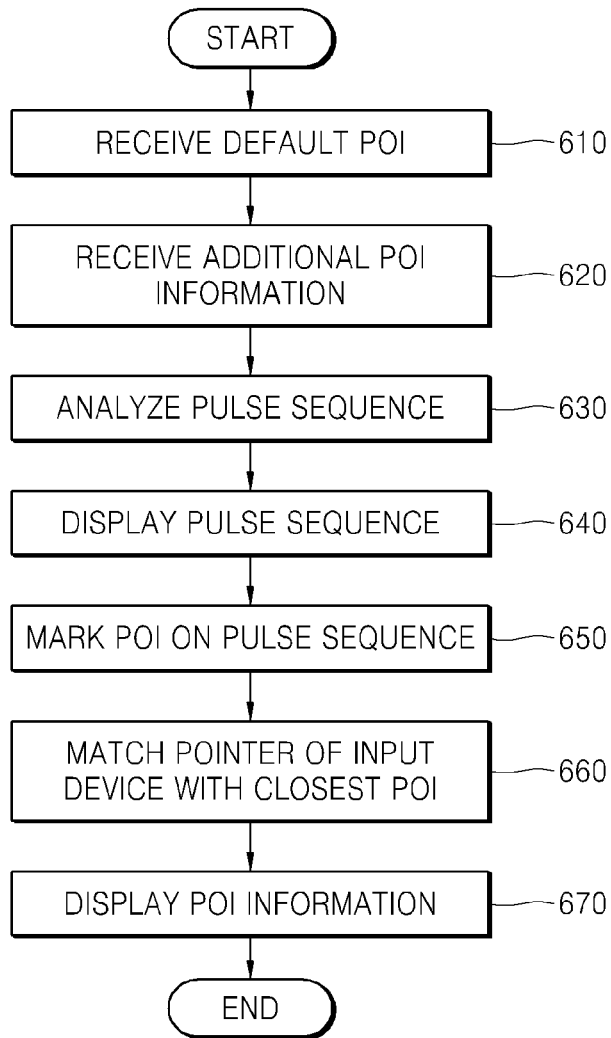 START
RECEIVE DEFAULT POI
610
RECEIVE ADDITIONAL POI
INFORMATION
620
ANALYZE PULSE SEQUENCE
630
DISPLAY PULSE SEQUENCE
640
MARK POI ON PULSE SEQUENCE
650
MATCH POINTER OF INPUT
DEVICE WITH CLOSEST POI
660
DISPLAY POI INFORMATION
670
END